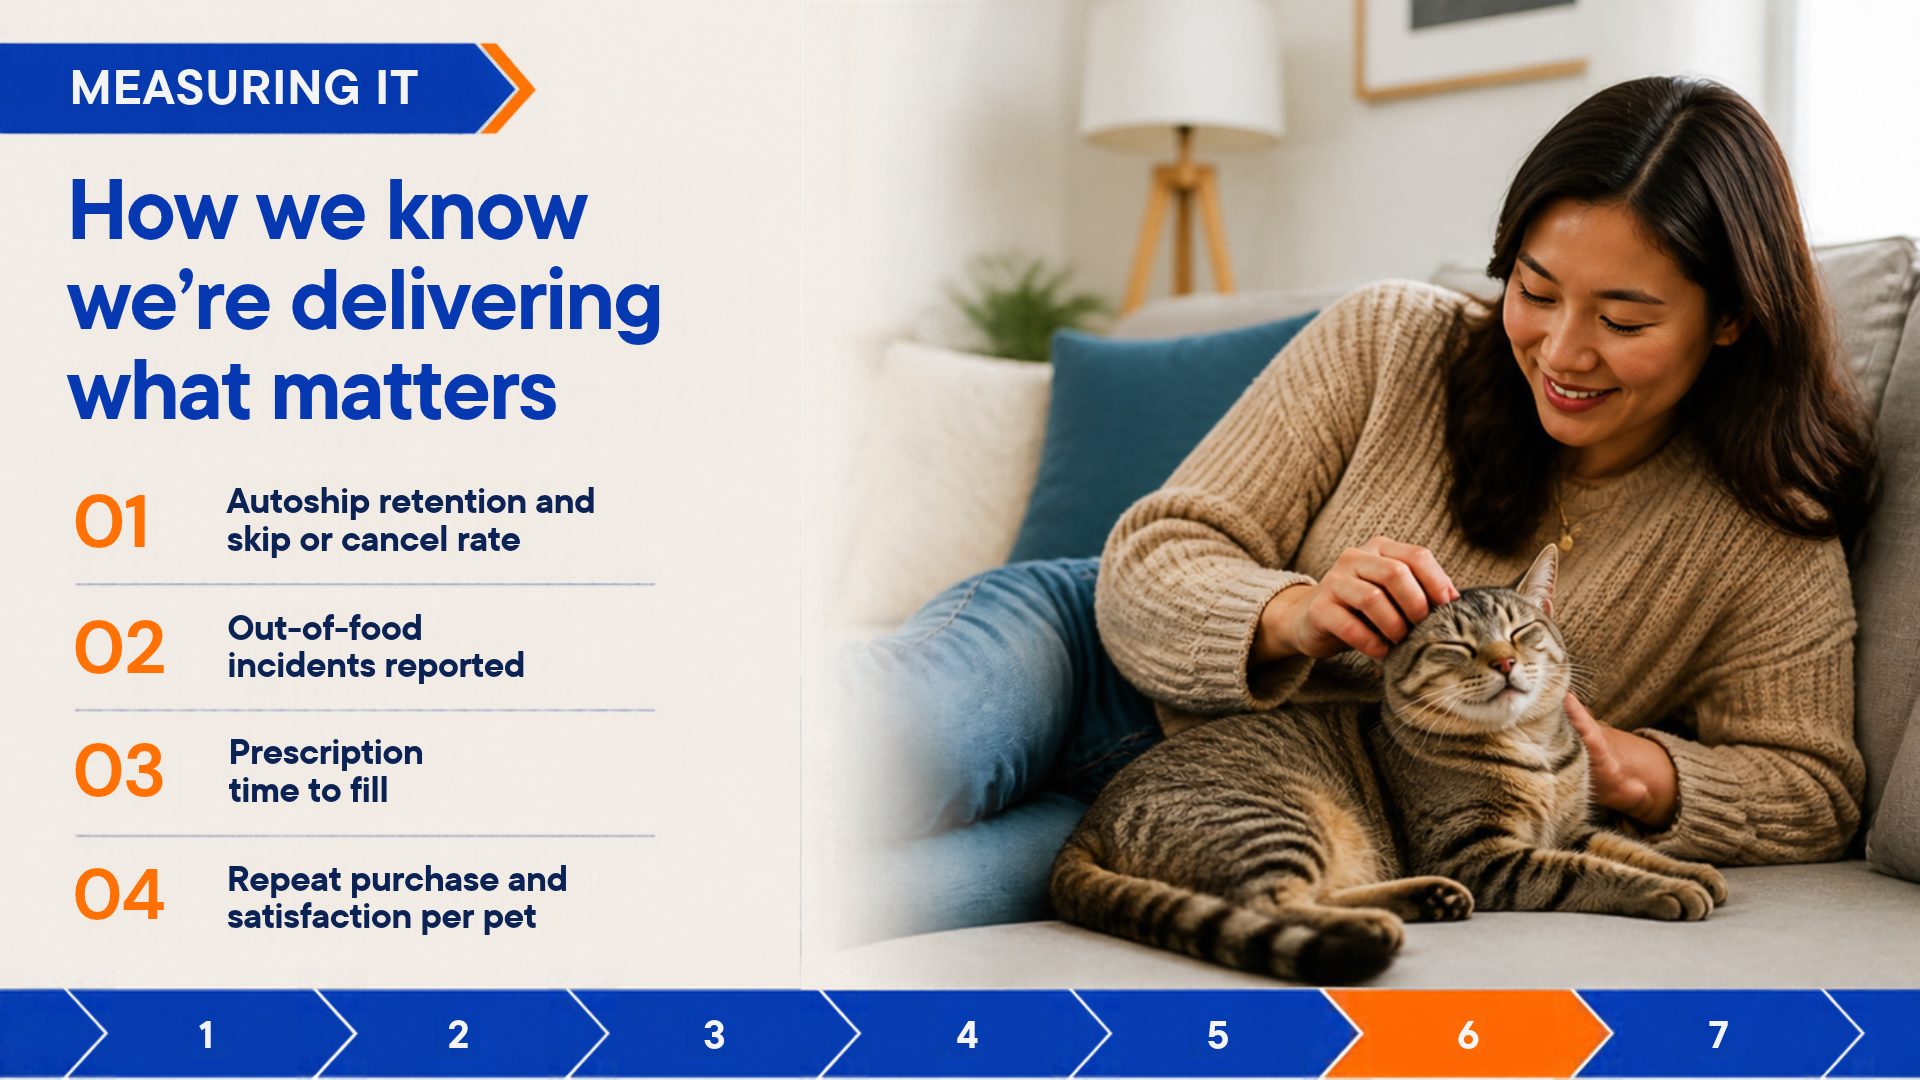 MEASURING IT
How we know
we’re delivering
what matters
01
Autoship retention and
skip or cancel rate
02
Out-of-food
incidents reported
03
Prescription
time to fill
04
Repeat purchase and
satisfaction per pet
1 2 3 4 5 6 7